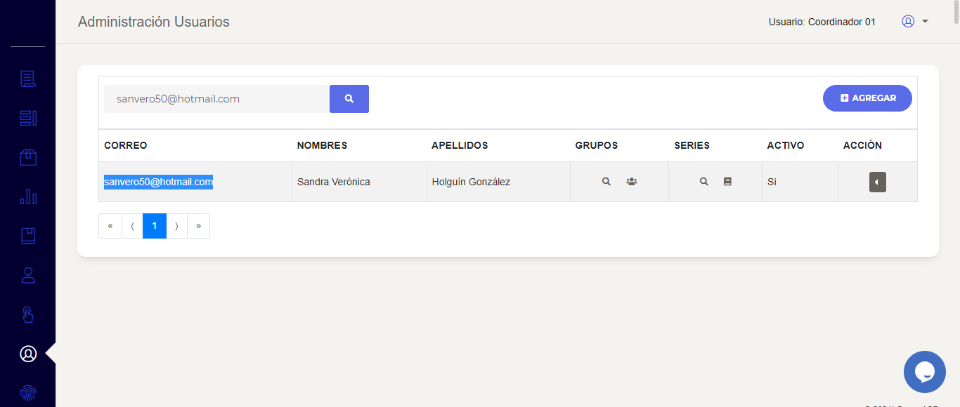 Administración Usuarios
Usuario: Coordinador 01
sanvero50@hotmail.com
AGREGAR
CORREO NOMBRES APELLIDOS GRUPOS SERIES ACTIVO ACCIÓN
sanvero50@hotmail.com Sandra Verónica Holguín González Si
« ⟨ 1 ⟩ »